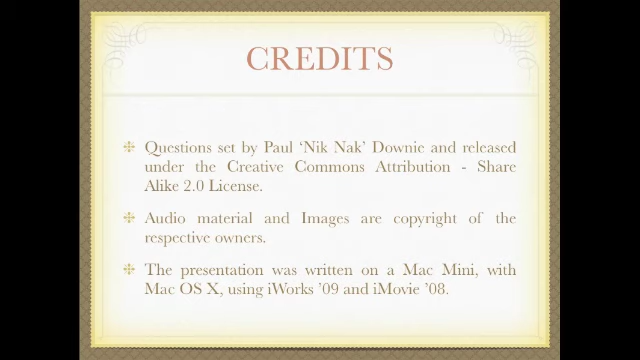 CREDITS
Questions set by Paul ‘Nik Nak’ Downie and released
under the Creative Commons Attribution - Share
Alike 2.0 License.
Audio material and Images are copyright of the
respective owners.
The presentation was written on a Mac Mini, with
Mac OS X, using iWorks ’09 and iMovie ’08.